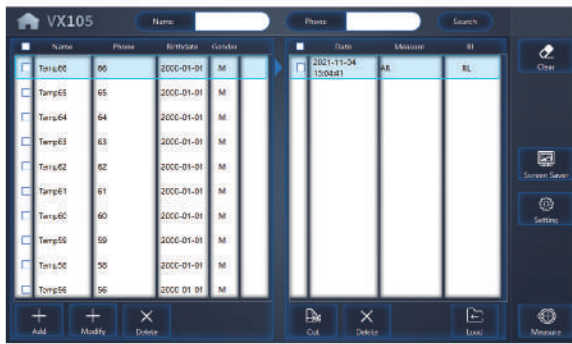 VX105
Name
Phone
Search
Name Phone Birthdate Gender
Date Measure RL
Temp66 66 2000-01-01 M
2021-11-04
15:04:41
AR RL
Temp65 65 2000-01-01 M
Temp64 64 2000-01-01 M
Temp63 63 2000-01-01 M
Temp62 62 2000-01-01 M
Temp61 61 2000-01-01 M
Temp60 60 2000-01-01 M
Temp59 59 2000-01-01 M
Temp58 58 2000-01-01 M
Temp56 56 2000-01-01 M
Clear
Screen Saver
Setting
Add
Modify
Delete
Delete
Load
Measure